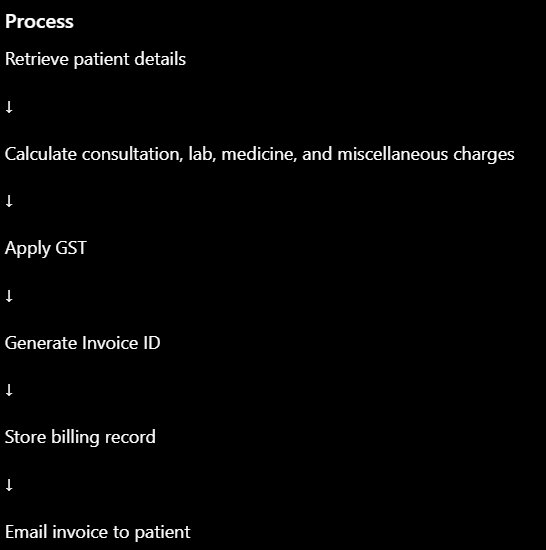 Process
Retrieve patient details
↓
Calculate consultation, lab, medicine, and miscellaneous charges
↓
Apply GST
↓
Generate Invoice ID
↓
Store billing record
↓
Email invoice to patient